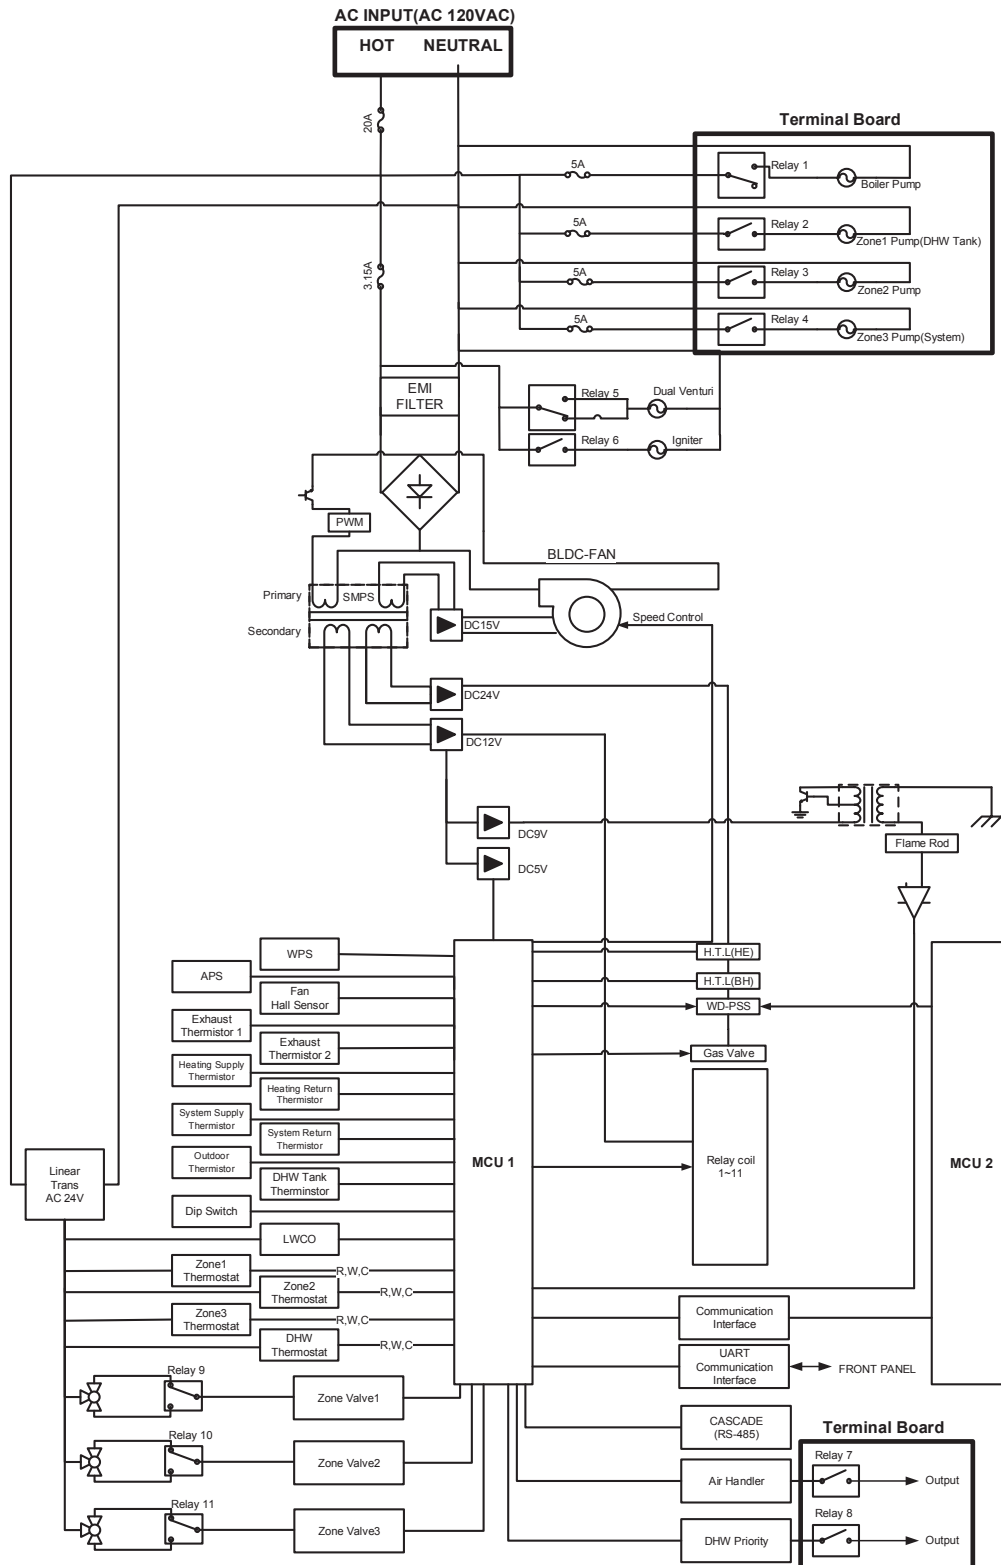 AC INPUT(AC 120VAC)
HOT NEUTRAL
20A
Terminal Board
5A
Relay 1
Boiler Pump
5A
Relay 2
Zone1 Pump(DHW Tank)
3.15A
5A
Relay 3
Zone2 Pump
5A
Relay 4
Zone3 Pump(System)
EMI
FILTER
Relay 5
Dual Venturi
Relay 6
Igniter
PWM
BLDC-FAN
Primary
SMPS
Secondary
DC15V
Speed Control
DC24V
DC12V
DC9V
DC5V
Flame Rod
WPS
APS
Fan
Hall Sensor
Exhaust
Thermistor 1
Exhaust
Thermistor 2
Heating Supply
Thermistor
Heating Return
Thermistor
System Supply
Thermistor
System Return
Thermistor
Outdoor
Thermistor
DHW Tank
Therminstor
Dip Switch
LWCO
Zone1
Thermostat
R,W,C
Zone2
Thermostat
R,W,C
Zone3
Thermostat
R,W,C
DHW
Thermostat
R,W,C
Linear
Trans
AC 24V
MCU 1
H.T.L(HE)
H.T.L(BH)
WD-PSS
Gas Valve
Relay coil
1~11
MCU 2
Communication
Interface
UART
Communication
Interface
FRONT PANEL
Relay 9
Zone Valve1
Relay 10
Zone Valve2
Relay 11
Zone Valve3
CASCADE
(RS-485)
Terminal Board
Air Handler
Relay 7
Output
DHW Priority
Relay 8
Output